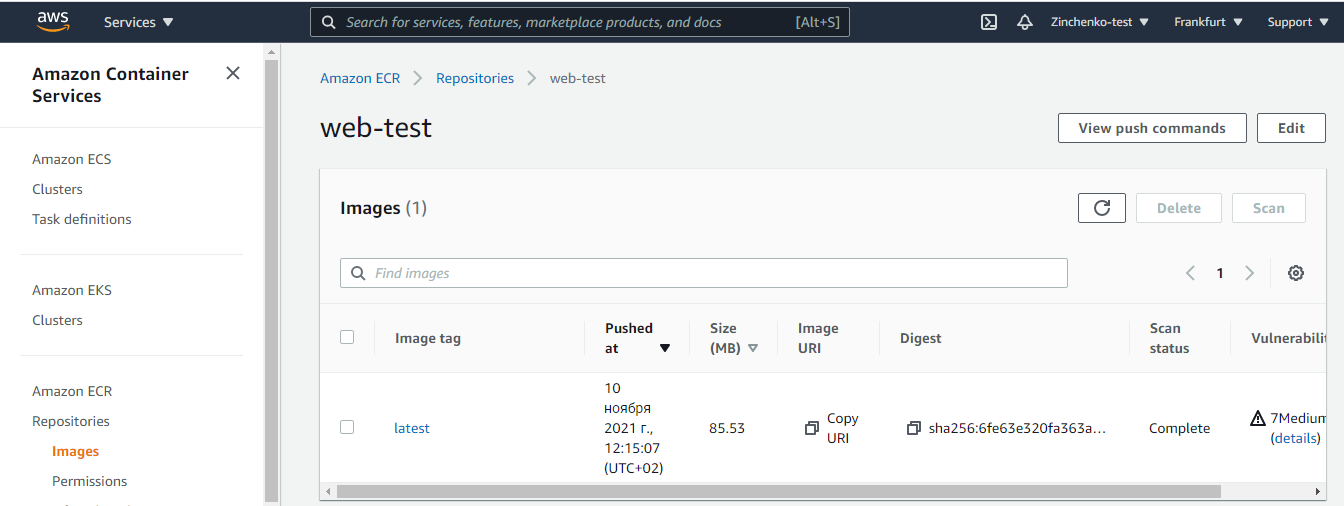 aws Services Search for services, features, marketplace products, and docs [Alt+S] Zinchenko-test Frankfurt Support
Amazon Container
Services
Amazon ECS
Clusters
Task definitions
Amazon EKS
Clusters
Amazon ECR
Repositories
Images
Permissions
Amazon ECR Repositories web-test
web-test
View push commands Edit
Images (1)
Delete Scan
Find images
1
Image tag
Pushed
at
Size
(MB)
Image
URI
Digest
Scan
status
Vulnerabilit
latest
10
ноября
2021 г.,
12:15:07
(UTC+02)
85.53
Copy
URI
sha256:6fe63e320fa363a...
Complete
7Medium
(details)